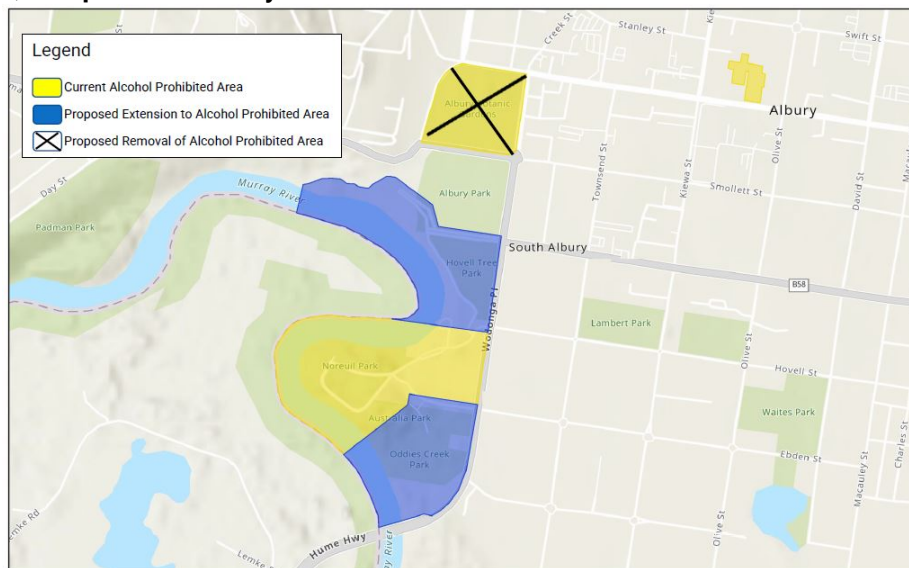 Legend
Current Alcohol Prohibited Area
Proposed Extension to Alcohol Prohibited Area
Proposed Removal of Alcohol Prohibited Area
Creek St
Stanley St
Swift St
Albury
Albury Park
Townsend St
Kiewa St
Olive St
Smollett St
David St
Day St
Murray River
Padman Park
South Albury
Hovell Tree
Park
B58
Wodonga Pl
Lambert Park
Noreuil Park
Olive St
Hovell St
Australia Park
Waites Park
Oddies Creek
Park
Ebden St
Macauley St
Charles St
Lemke Rd
Olive St
Hume Hwy